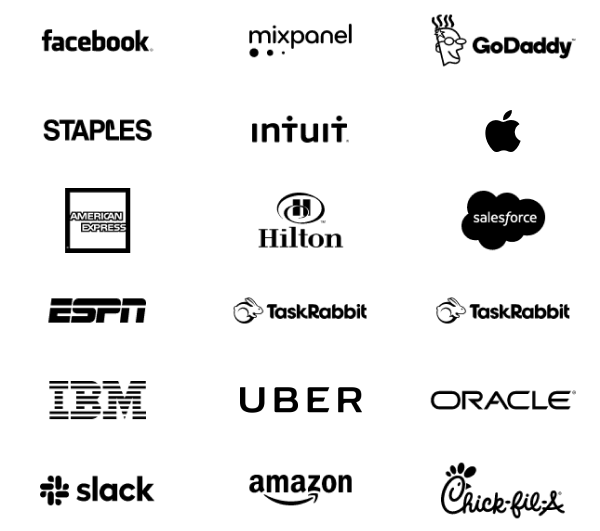 facebook
mixpanel
GoDaddy
STAPLES
intuit
AMERICAN
EXPRESS
Hilton
salesforce
ESPN
TaskRabbit
TaskRabbit
IBM
UBER
ORACLE
slack
amazon
Chick-fil-A